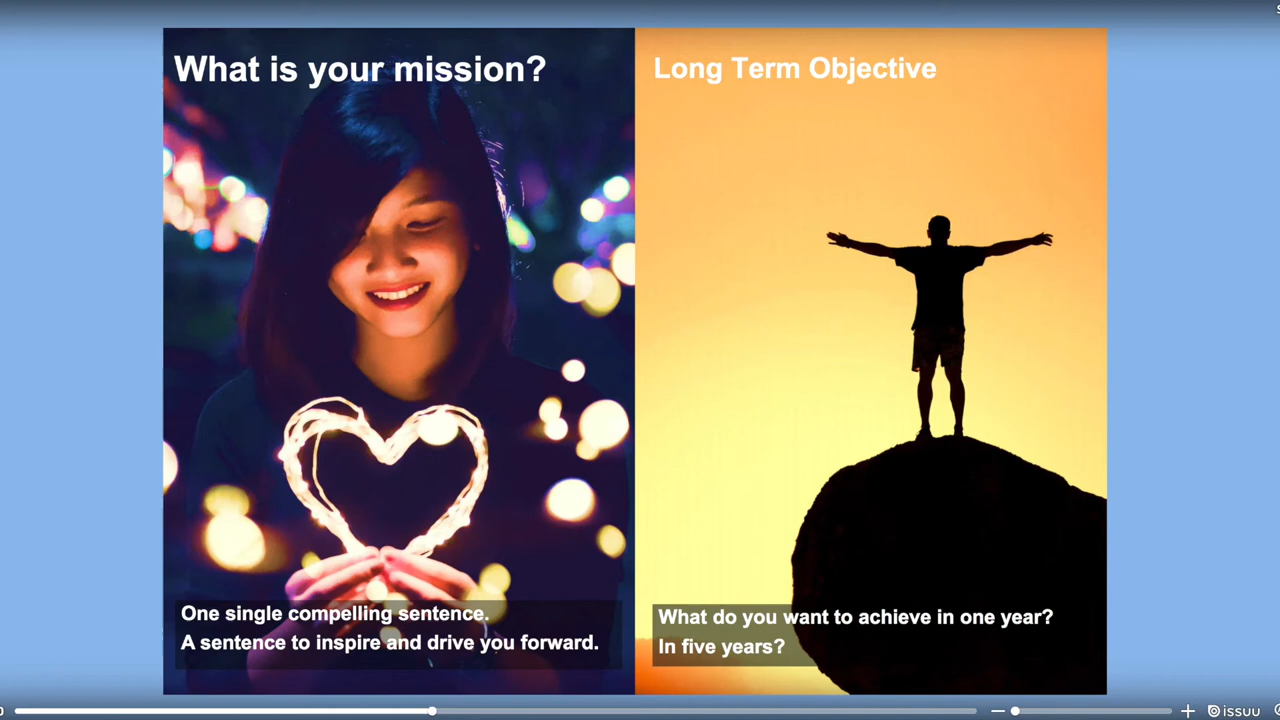 What is your mission?
One single compelling sentence.
A sentence to inspire and drive you forward.
Long Term Objective
What do you want to achieve in one year?
In five years?
issuu